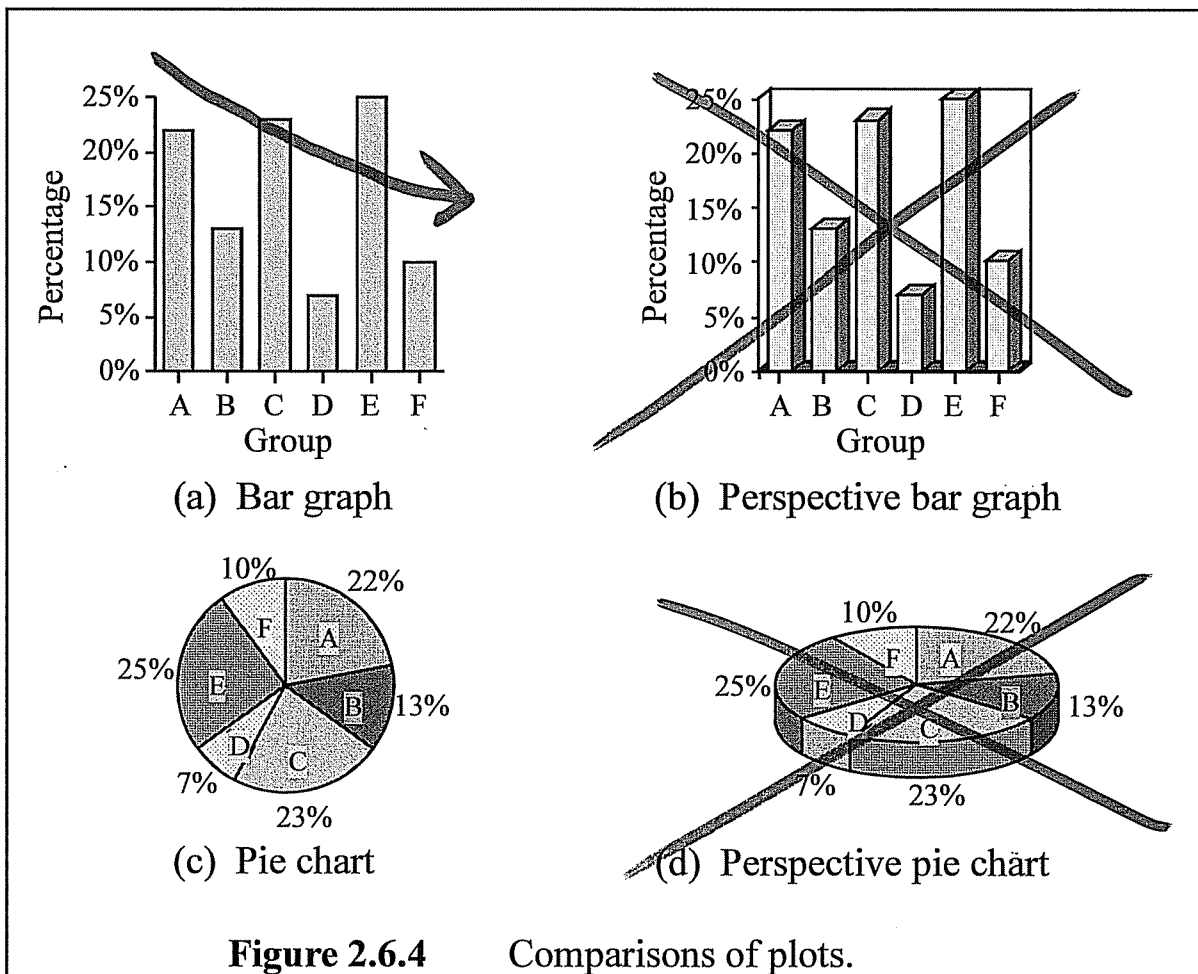 25%
20%
15%
10%
5%
0%
Percentage
A B C D E F
Group
(a) Bar graph
25%
20%
15%
10%
5%
0%
Percentage
A B C D E F
Group
(b) Perspective bar graph
10%
22%
F
A
25%
E
B
13%
D
C
7%
23%
(c) Pie chart
10%
22%
F
A
25%
E
B
13%
D
C
7%
23%
(d) Perspective pie chart
Figure 2.6.4 Comparisons of plots.